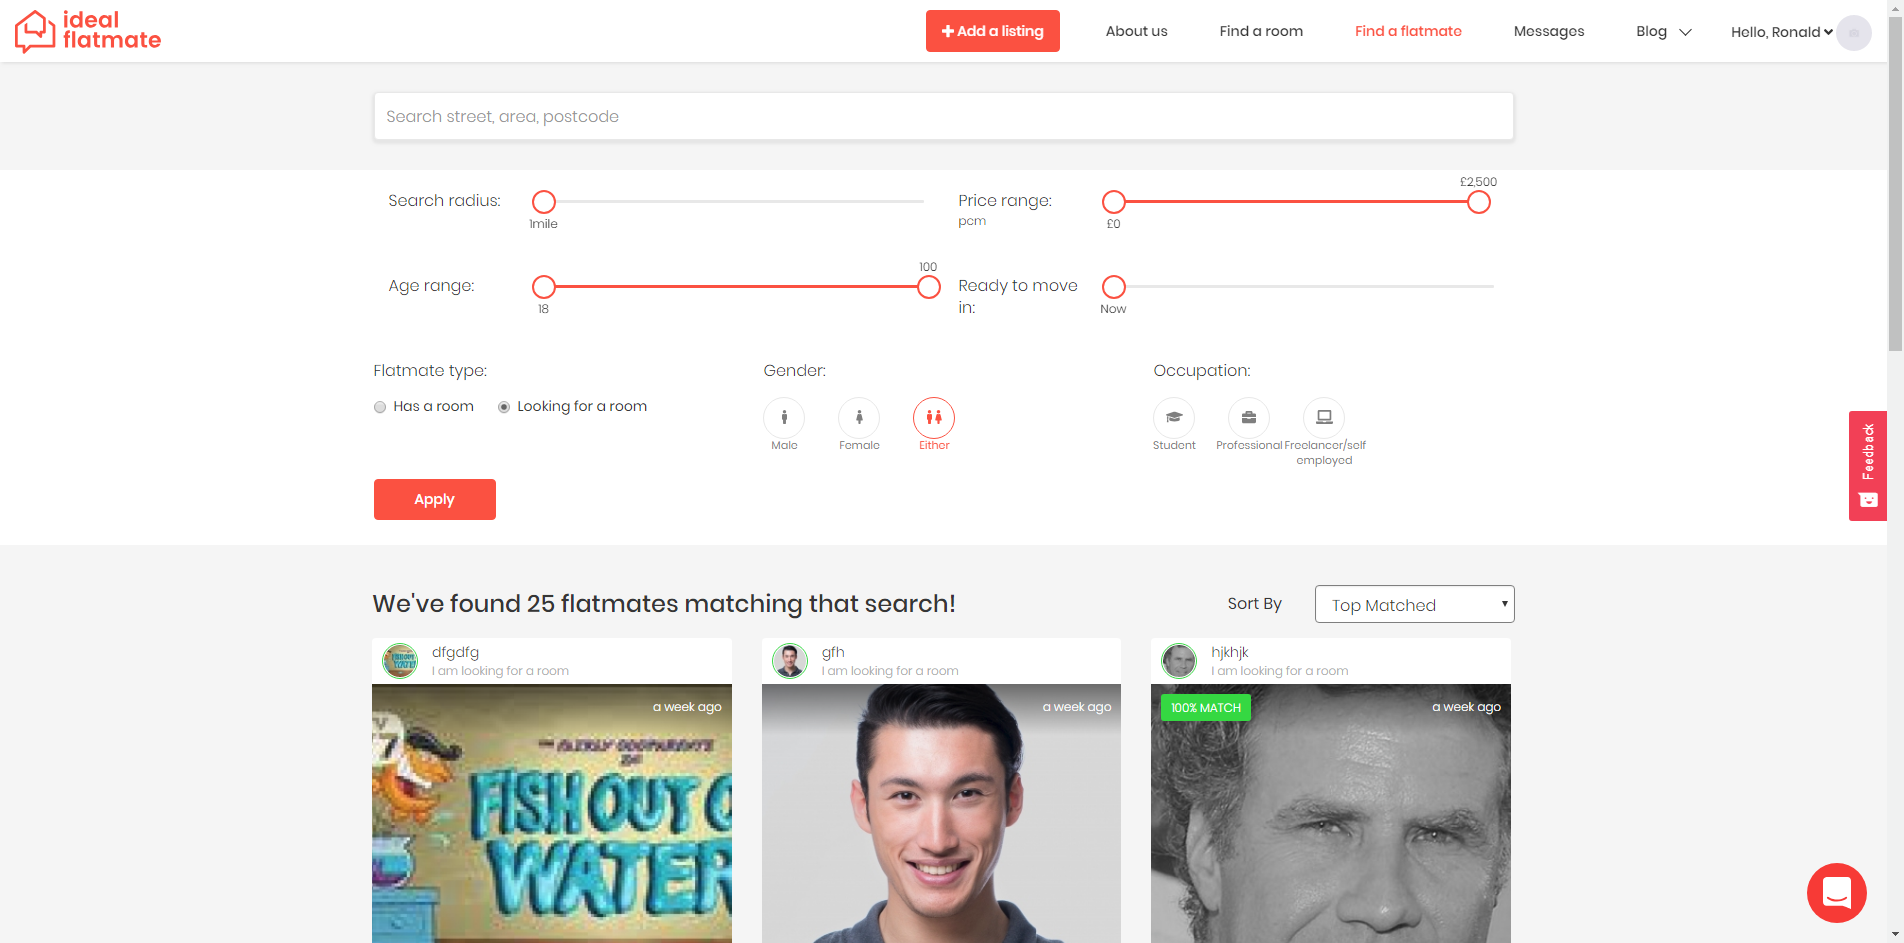 ideal
flatmate
Add a listing
About us
Find a room
Find a flatmate
Messages
Blog
Hello, Ronald
Search street, area, postcode
Search radius:
1mile
Price range:
pcm
£2,500
£0
Age range:
100
18
Ready to move
in:
Now
Flatmate type:
Has a room
Looking for a room
Gender:
Male
Female
Either
Occupation:
Student
Professional
Freelancer/self
employed
Apply
Feedback
We've found 25 flatmates matching that search!
Sort By
Top Matched
dfgdfg
I am looking for a room
a week ago
FISH OUT O
WATER
gfh
I am looking for a room
a week ago
hjkhjk
I am looking for a room
100% MATCH
a week ago